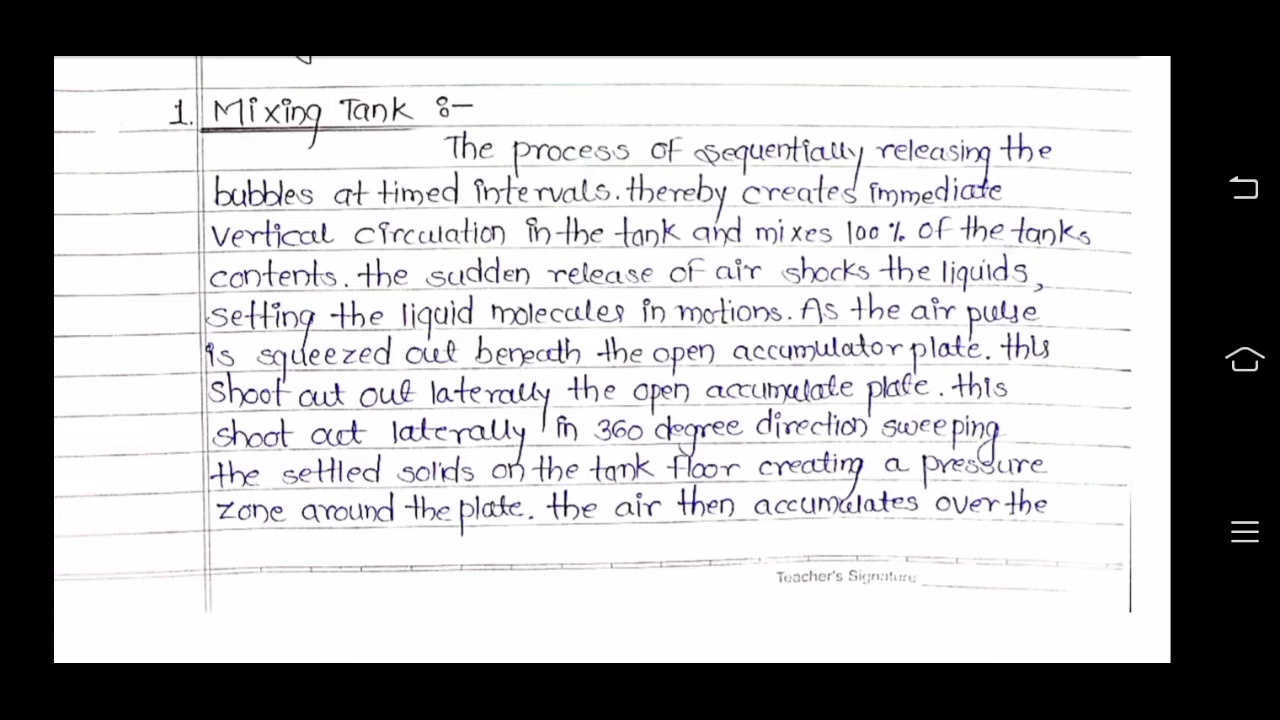 1. Mixing Tank :-
The process of sequentially releasing the
bubbles at timed intervals. thereby creates immediate
vertical circulation in the tank and mixes 100% of the tanks
contents. the sudden release of air shocks the liquids,
setting the liquid molecules in motions. As the air pulse
is squeezed out beneath the open accumulator plate. this
shoot out out laterally the open accumulate plate. this
shoot out laterally in 360 degree direction sweeping
the settled solids on the tank floor creating a pressure
zone around the plate. the air then accumulates over the
Teacher's Signature